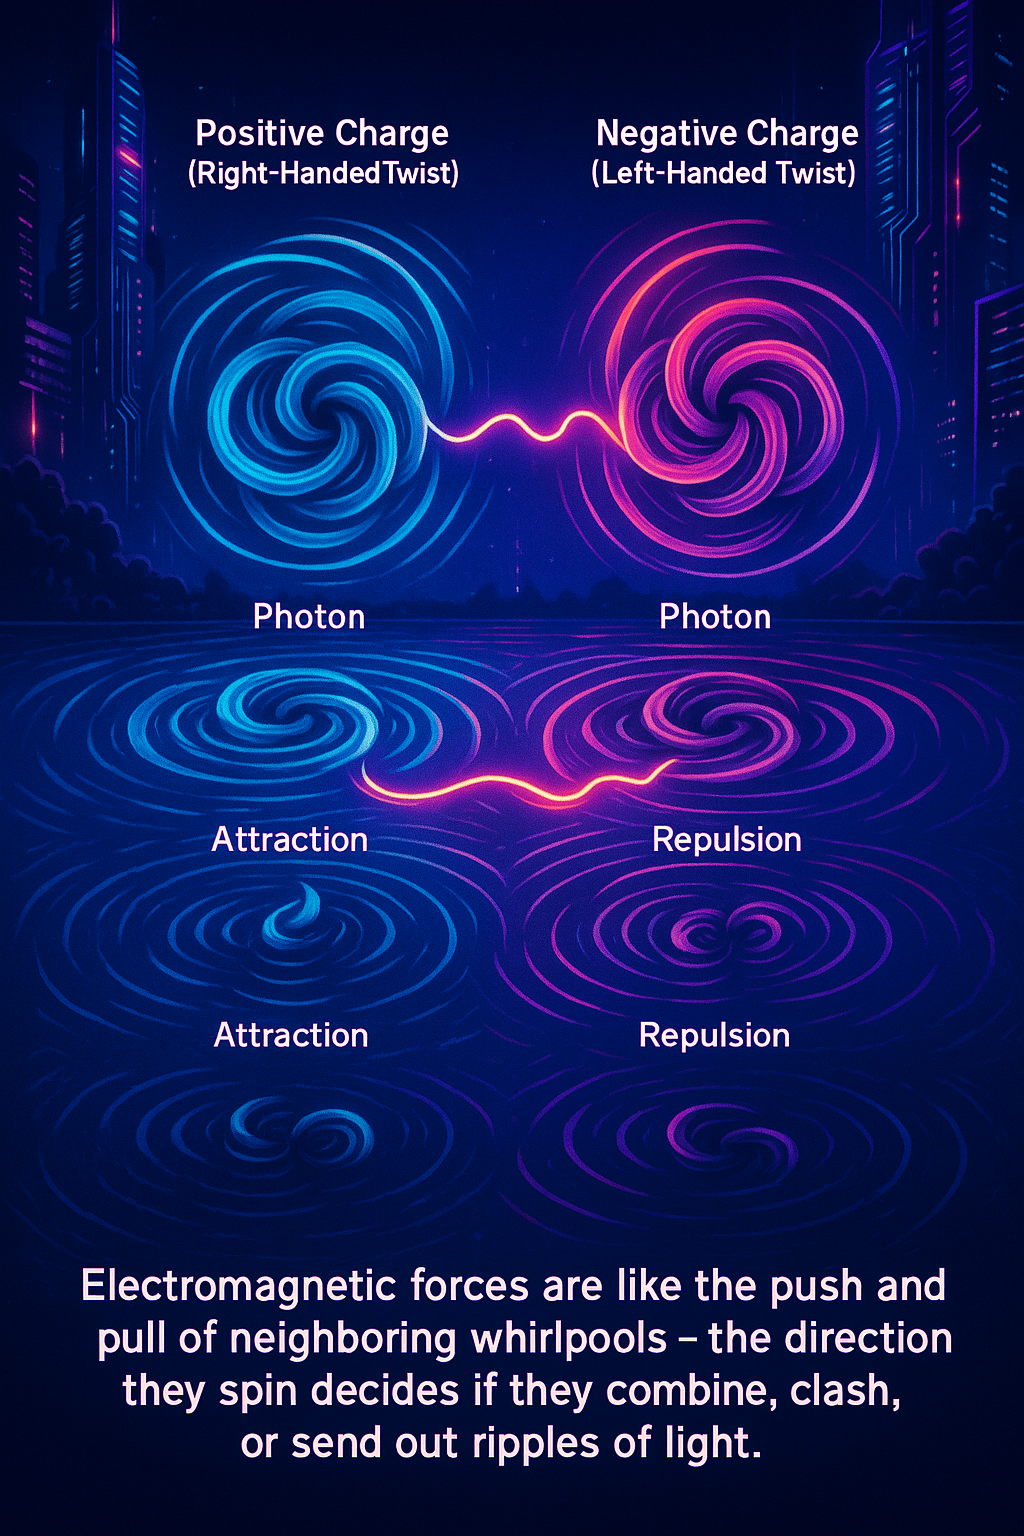 Positive Charge
(Right-Handed Twist)
Negative Charge
(Left-Handed Twist)
Photon
Photon
Attraction
Repulsion
Attraction
Repulsion
Electromagnetic forces are like the push and
pull of neighboring whirlpools – the direction
they spin decides if they combine, clash,
or send out ripples of light.